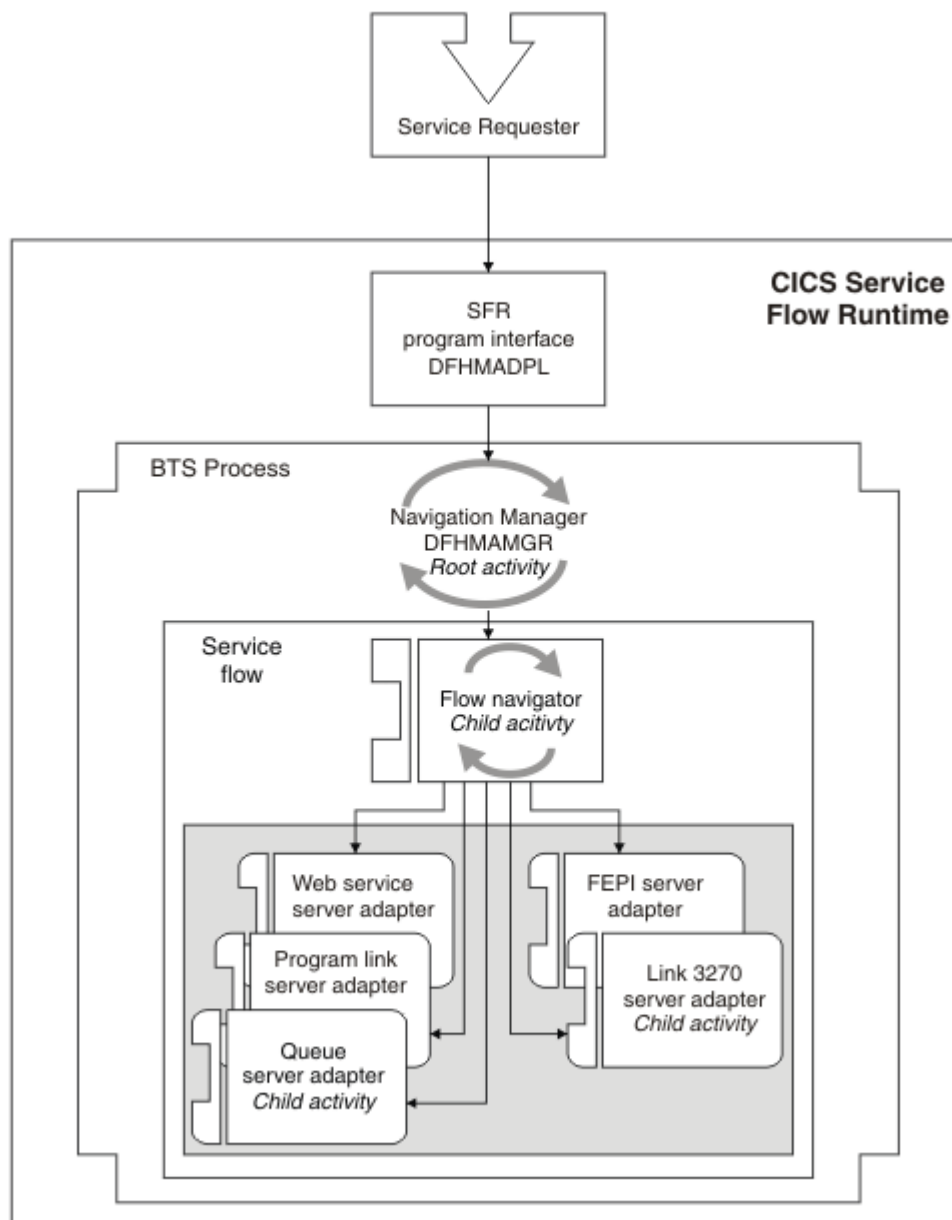 Service Requester
CICS Service
Flow Runtime
SFR
program interface
DFHMADPL
BTS Process
Navigation Manager
DFHMAMGR
Root activity
Service
flow
Flow navigator
Child acitivty
Web service
server adapter
FEPI server
adapter
Program link
server adapter
Link 3270
server adapter
Child activity
Queue
server adapter
Child activity